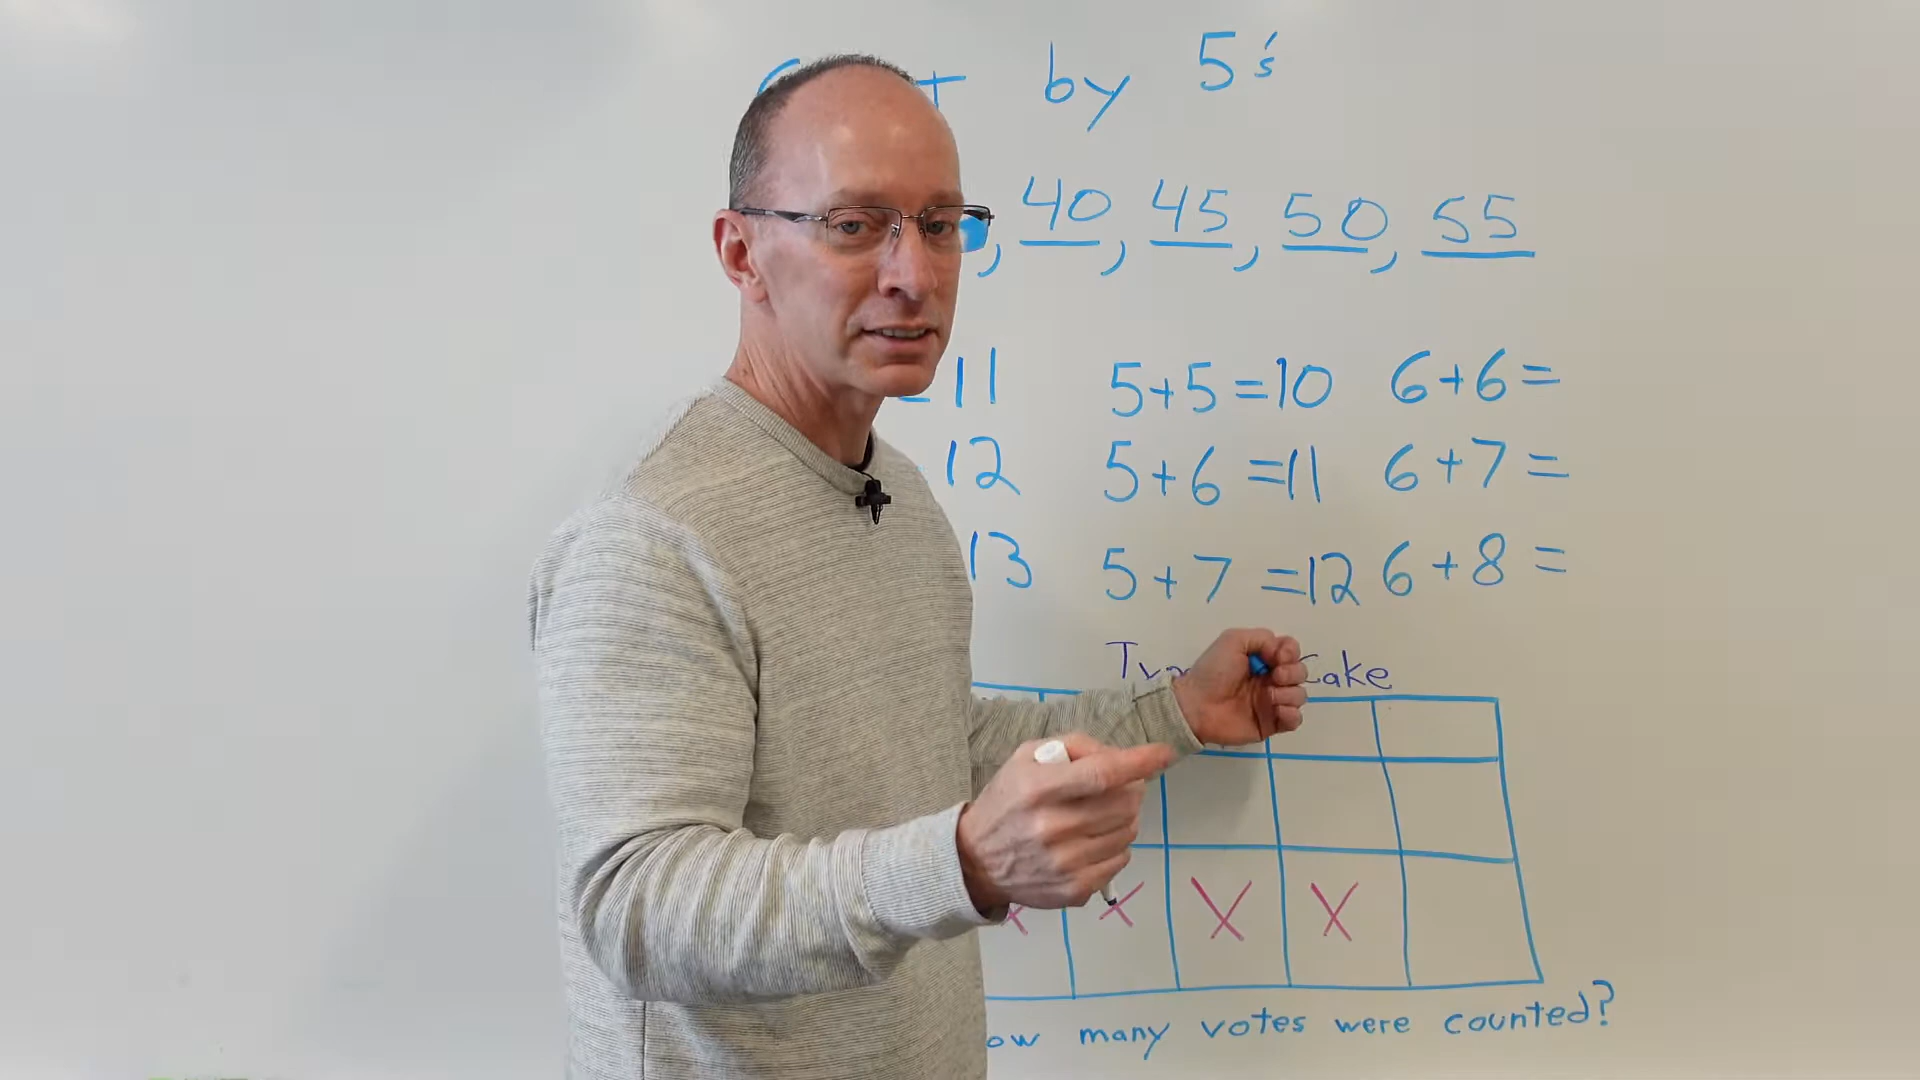 by 5's
, 40, 45, 50, 55
11 5+5=10 6+6=
12 5+6=11 6+7=
13 5+7=12 6+8=
Cake
X X X X
many votes were counted?